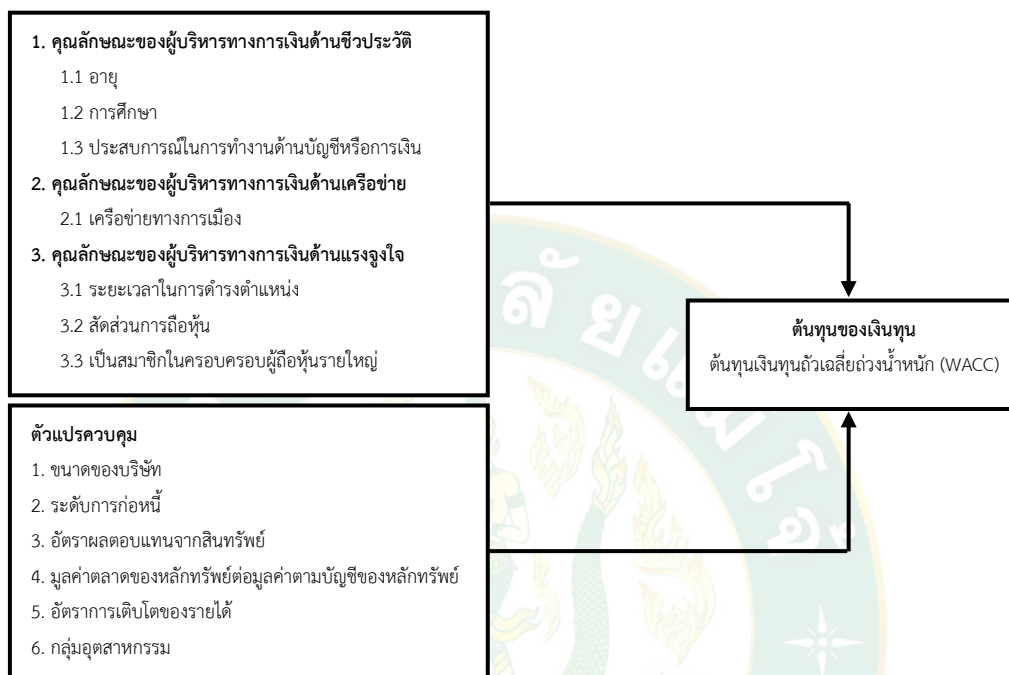 1. คุณลักษณะของผู้บริหารทางการเงินด้านชีวประวัติ
1.1 อายุ
1.2 การศึกษา
1.3 ประสบการณ์ในการทำงานด้านบัญชีหรือการเงิน
2. คุณลักษณะของผู้บริหารทางการเงินด้านเครือข่าย
2.1 เครือข่ายทางการเมือง
3. คุณลักษณะของผู้บริหารทางการเงินด้านแรงจูงใจ
3.1 ระยะเวลาในการดำรงตำแหน่ง
3.2 สัดส่วนการถือหุ้น
3.3 เป็นสมาชิกในครอบครอบผู้ถือหุ้นรายใหญ่
ต้นทุนของเงินทุน
ต้นทุนเงินทุนถัวเฉลี่ยถ่วงน้ำหนัก (WACC)
ตัวแปรควบคุม
1. ขนาดของบริษัท
2. ระดับการก่อหนี้
3. อัตราผลตอบแทนจากสินทรัพย์
4. มูลค่าตลาดของหลักทรัพย์ต่อมูลค่าตามบัญชีของหลักทรัพย์
5. อัตราการเติบโตของรายได้
6. กลุ่มอุตสาหกรรม
ลัยแม่โจ้